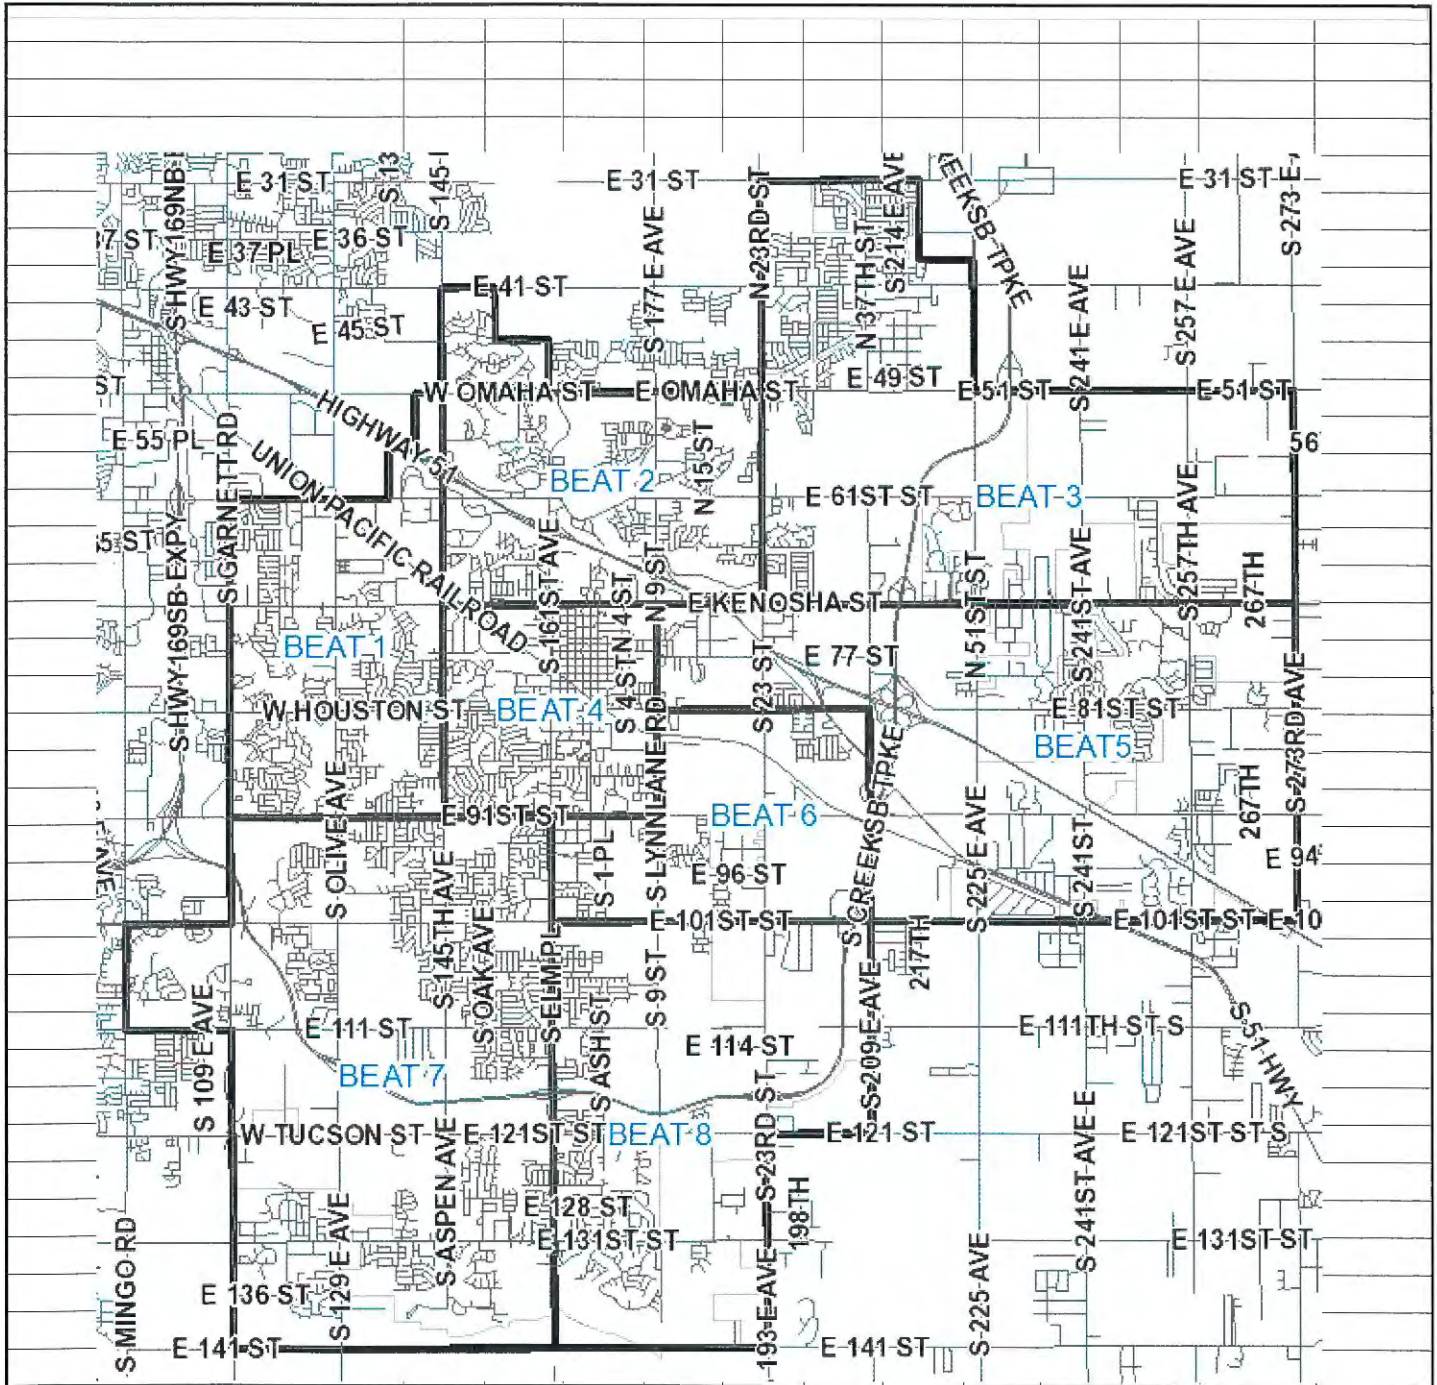 S HWY 169NB E
E 31 ST
S 13
S 145
E 31 ST
N 23RD ST
S 214 E AVE
EEKSB TPKE
E 31 ST
S 273 E
37 ST
E 37 PL
E 36 ST
S 177 E AVE
N 37TH ST
S 241 E AVE
S 257 E AVE
E 43 ST
E 45 ST
E 41 ST
ST
W OMAHA ST
E OMAHA ST
E 49 ST
E 51 ST
E 51 ST
HIGHWAY 51
E 55 PL
S GARNETT RD
UNION PACIFIC RAILROAD
56
BEAT 2
N 15 ST
E 61ST ST
BEAT 3
S 257TH AVE
5 ST
S HWY 169SB EXPY
S 161ST AVE
N 4 ST
N 9 ST
E KENOSHA ST
N 51ST ST
S 241ST AVE
267TH
BEAT 1
S 4 ST
S 23 ST
E 77 ST
W HOUSTON ST
BEAT 4
S LYNNLANE RD
E 81ST ST
BEAT5
S 273RD AVE
S OLIVE AVE
E 91ST ST
BEAT 6
S CREEKSB TPKE
S 225 E AVE
S 241ST
267TH
E AVE
S 145TH AVE
S 1 PL
E 96 ST
E 94
S OAK AVE
S ELM PL
E 101ST ST
217TH
E 101ST ST
E 10
S 109 E AVE
E 111 ST
S ASH ST
S 9 ST
E 114 ST
S 209 E AVE
E 111TH ST S
S 51 HWY
BEAT 7
W TUCSON ST
E 121ST ST
BEAT 8
S 23RD ST
E 121 ST
S 241ST AVE E
E 121ST ST S
S MINGO RD
S 129 E AVE
S ASPEN AVE
E 128 ST
E 131ST ST
198TH
193 E AVE
S 225 AVE
E 131ST ST
E 136 ST
E 141 ST
E 141 ST